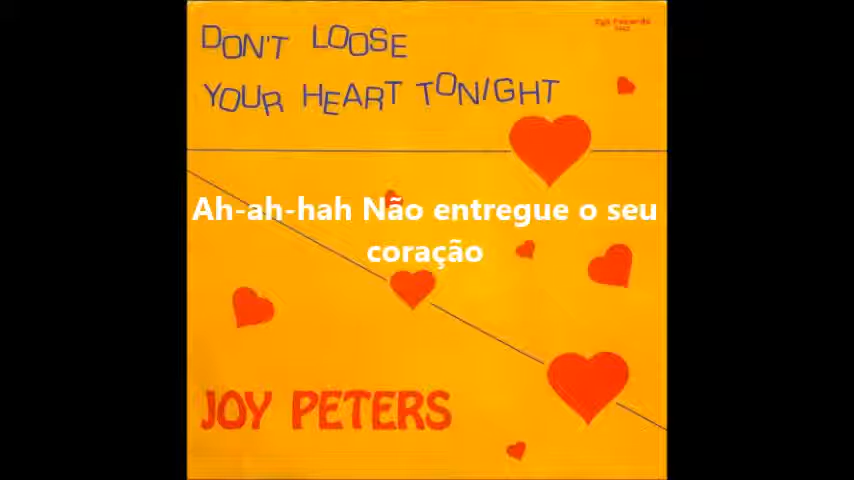 DON'T LOOSE
YOUR HEART TONIGHT
Ah-ah-hah Não entregue o seu
coração
JOY PETERS